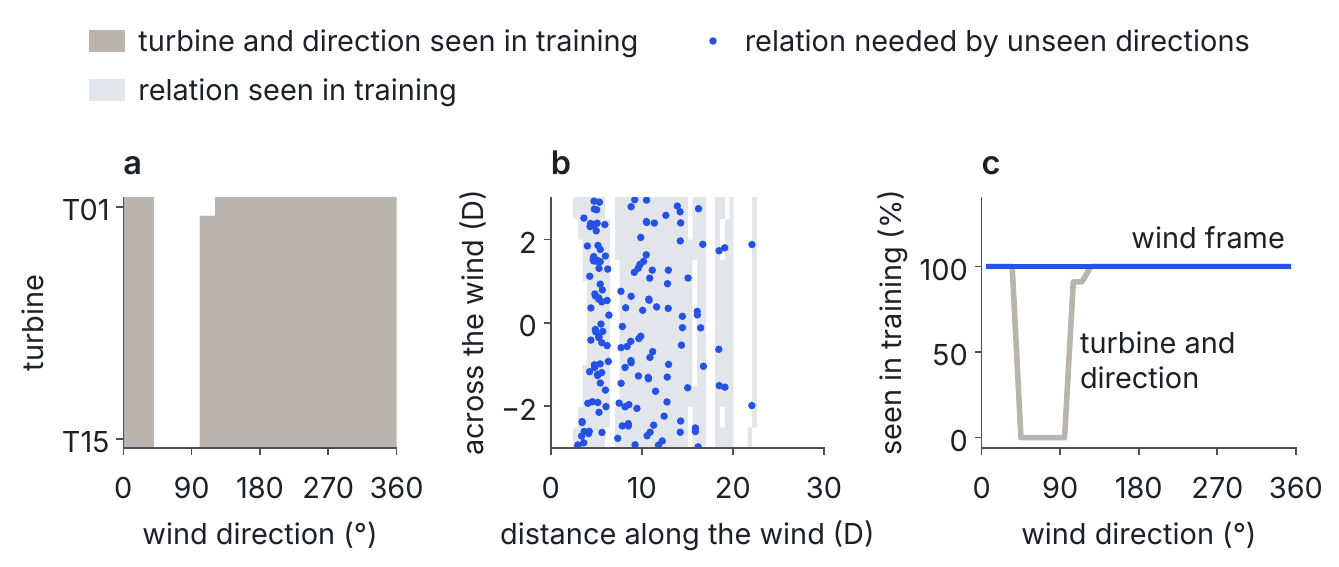 turbine and direction seen in training
relation needed by unseen directions
relation seen in training
a
T01
T15
turbine
0 90 180 270 360
wind direction (°)
b
across the wind (D)
2
0
−2
0 10 20 30
distance along the wind (D)
c
seen in training (%)
100
50
0
wind frame
turbine and
direction
0 90 180 270 360
wind direction (°)